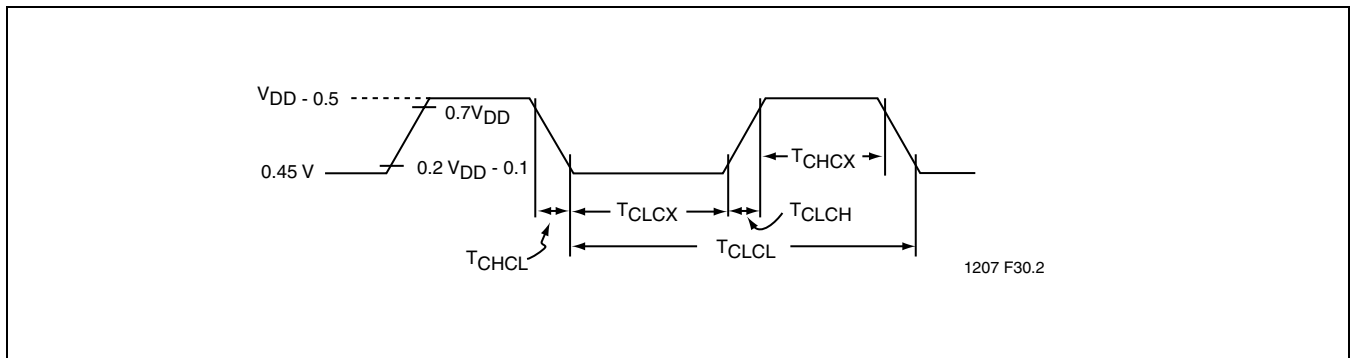 VDD - 0.5
0.7VDD
0.45 V
0.2 VDD - 0.1
TCHCX
TCLCX
TCLCH
TCHCL
TCLCL
1207 F30.2